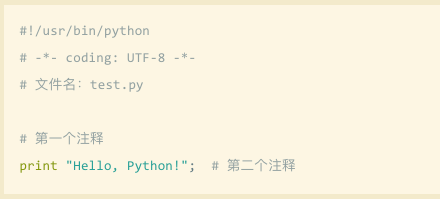 #!/usr/bin/python
# -*- coding: UTF-8 -*-
# 文件名：test.py
# 第一个注释
print "Hello, Python!";  # 第二个注释